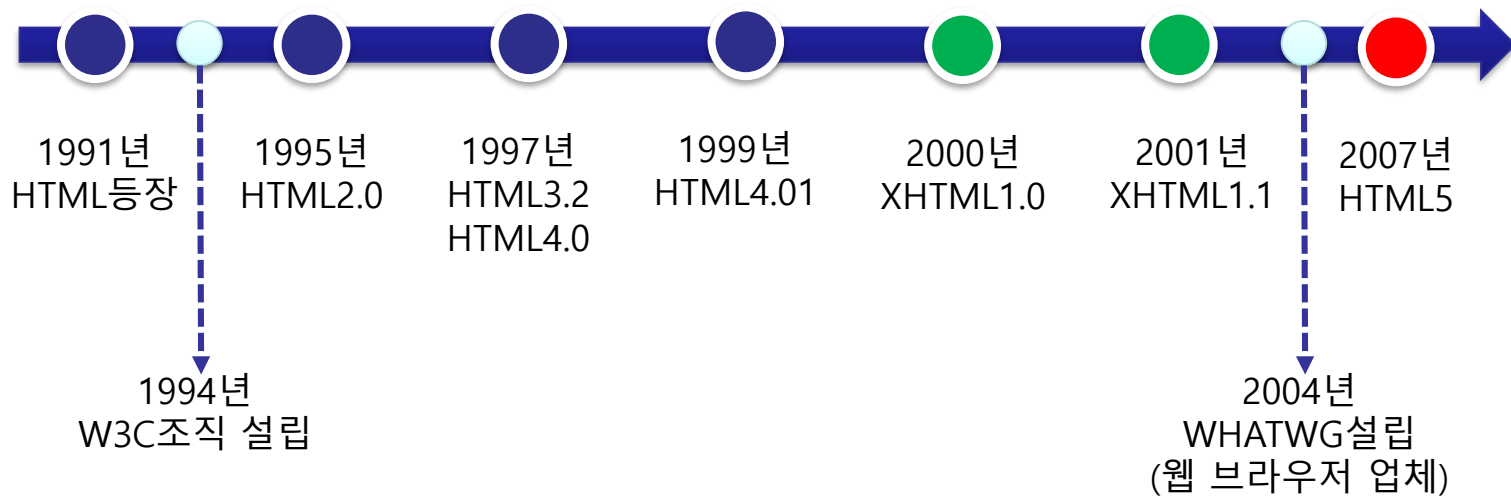 1991년
HTML등장
1995년
HTML2.0
1997년
HTML3.2
HTML4.0
1999년
HTML4.01
2000년
XHTML1.0
2001년
XHTML1.1
2007년
HTML5
1994년
W3C조직 설립
2004년
WHATWG설립
(웹 브라우저 업체)